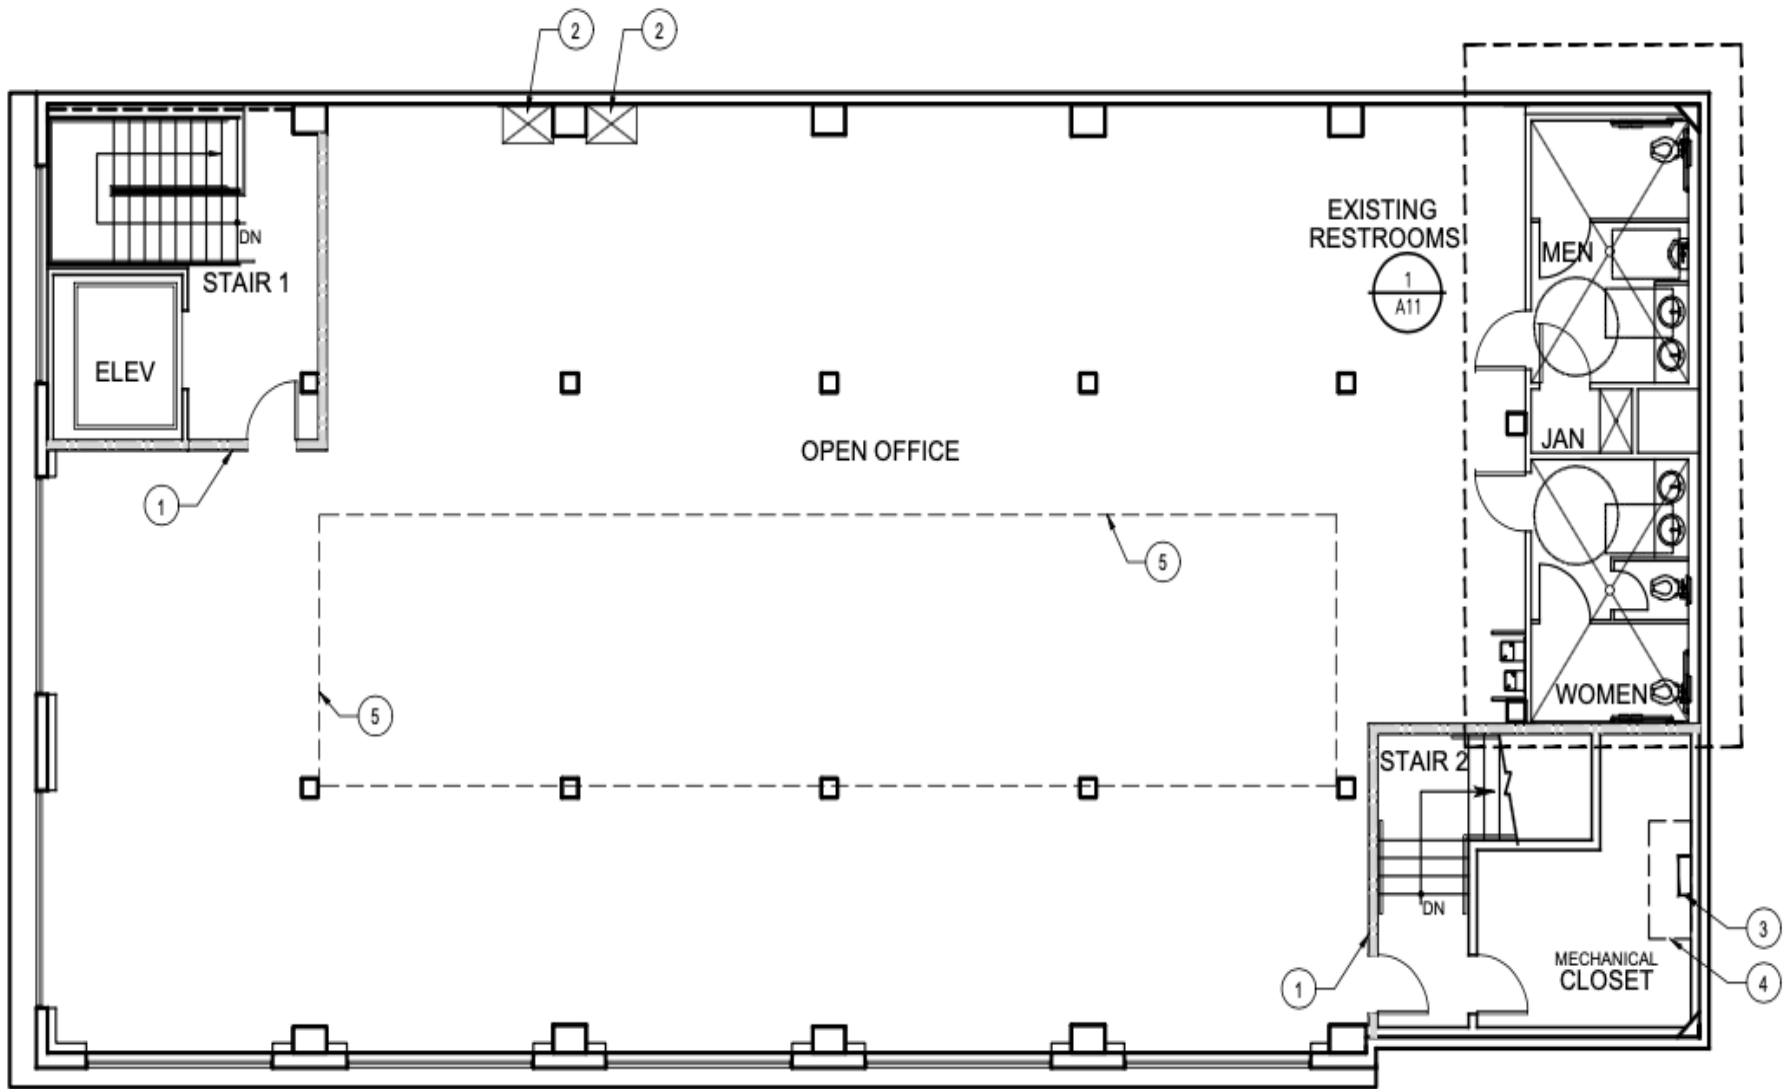 2
2
DN
STAIR 1
ELEV
1
EXISTING
RESTROOMS
1
A11
MEN
JAN
OPEN OFFICE
5
5
WOMEN
STAIR 2
DN
MECHANICAL
CLOSET
3
4
1